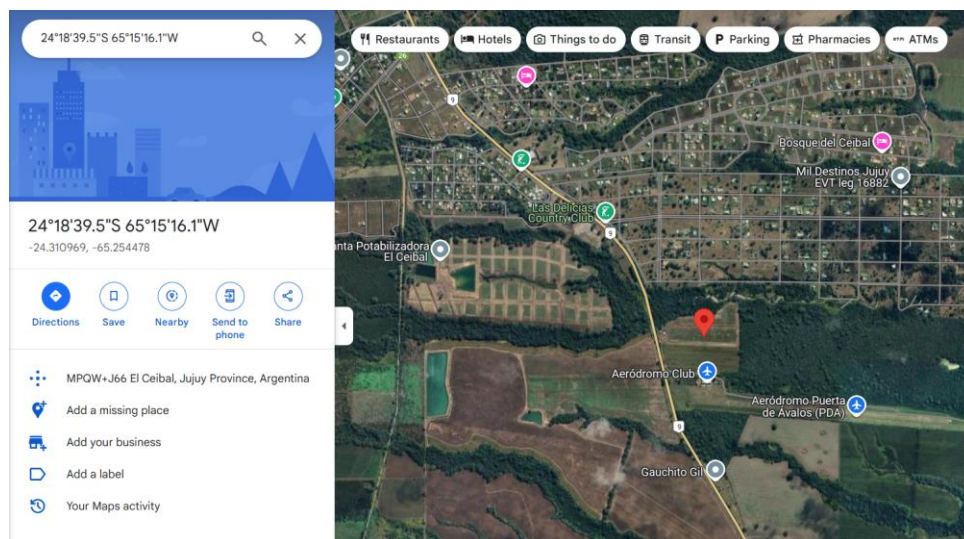 24°18'39.5"S 65°15'16.1"W
24°18'39.5"S 65°15'16.1"W
-24.310969, -65.254478
Directions
Save
Nearby
Send to
phone
Share
MPQW+J66 El Ceibal, Jujuy Province, Argentina
Add a missing place
Add your business
Add a label
Your Maps activity
Restaurants
Hotels
Things to do
Transit
P Parking
Pharmacies
ATMs
26
9
Bosque del Ceibal
Mil Destinos Jujuy
EVT leg 16882
Las Delicias
Country Club
9
nta Potabilizadora
El Ceibal
Aeródromo Club
Aeródromo Puerta
de Ávalos (PDA)
9
Gauchito Gil